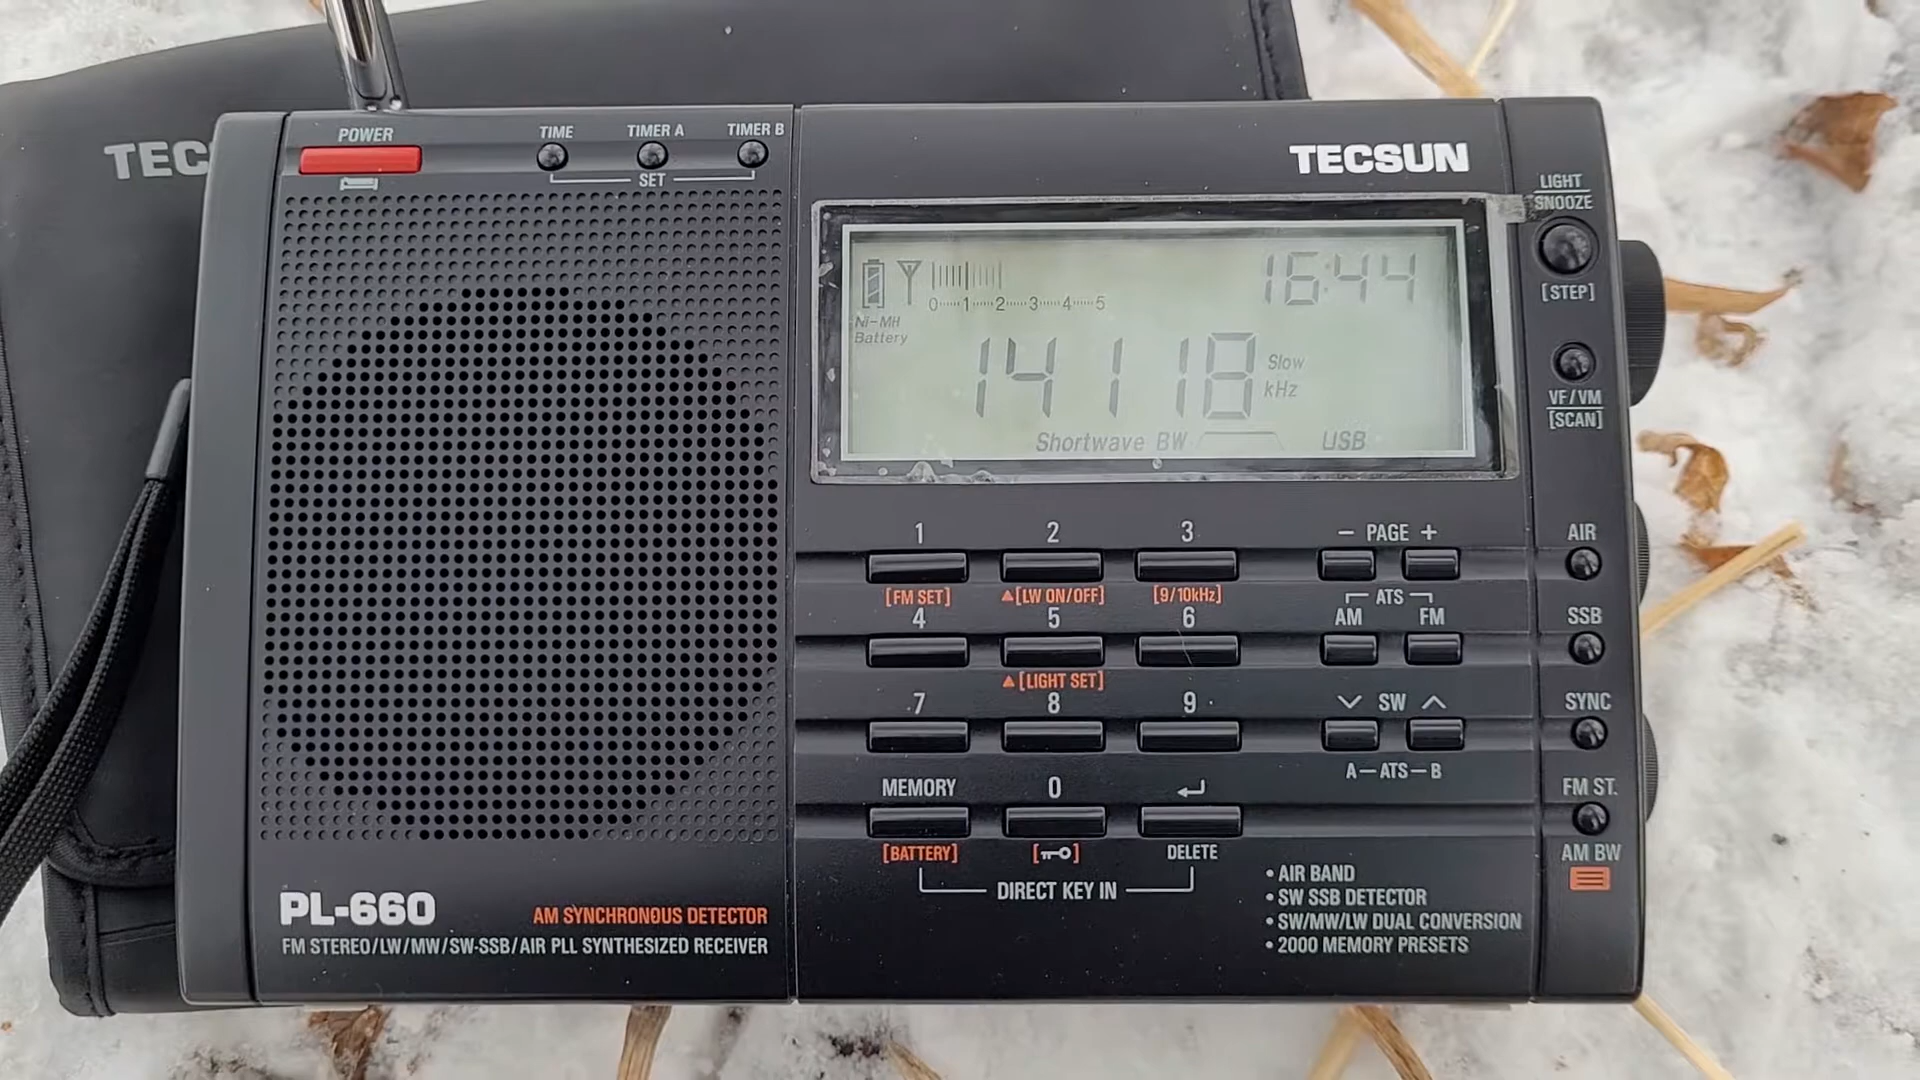 TEC
POWER
TIME
TIMER A
TIMER B
SET
TECSUN
LIGHT
SNOOZE
[STEP]
16:44
0 1 2 3 4 5
Ni-MH
Battery
14118
Slow
kHz
Shortwave BW
USB
VF/VM
[SCAN]
1 2 3
- PAGE +
AIR
[FM SET] ▲[LW ON/OFF] [9/10kHz]
ATS
4 5 6
AM FM
SSB
▲[LIGHT SET]
7 8 9
SW
SYNC
A-ATS-B
MEMORY 0
FM ST.
[BATTERY]
DELETE
AM BW
DIRECT KEY IN
• AIR BAND
• SW SSB DETECTOR
• SW/MW/LW DUAL CONVERSION
• 2000 MEMORY PRESETS
PL-660
AM SYNCHRONOUS DETECTOR
FM STEREO/LW/MW/SW-SSB/AIR PLL SYNTHESIZED RECEIVER